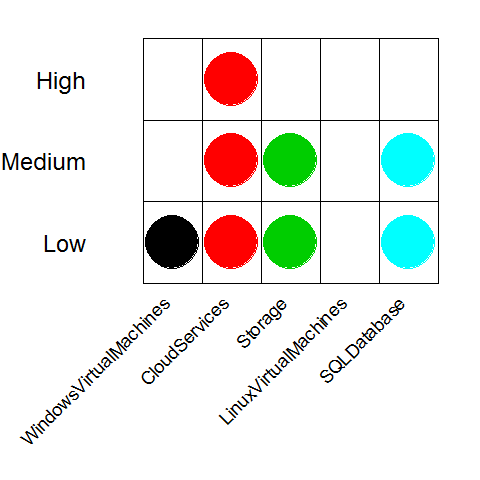 High
Medium
Low
WindowsVirtualMachines
CloudServices
Storage
LinuxVirtualMachines
SQLDatabase